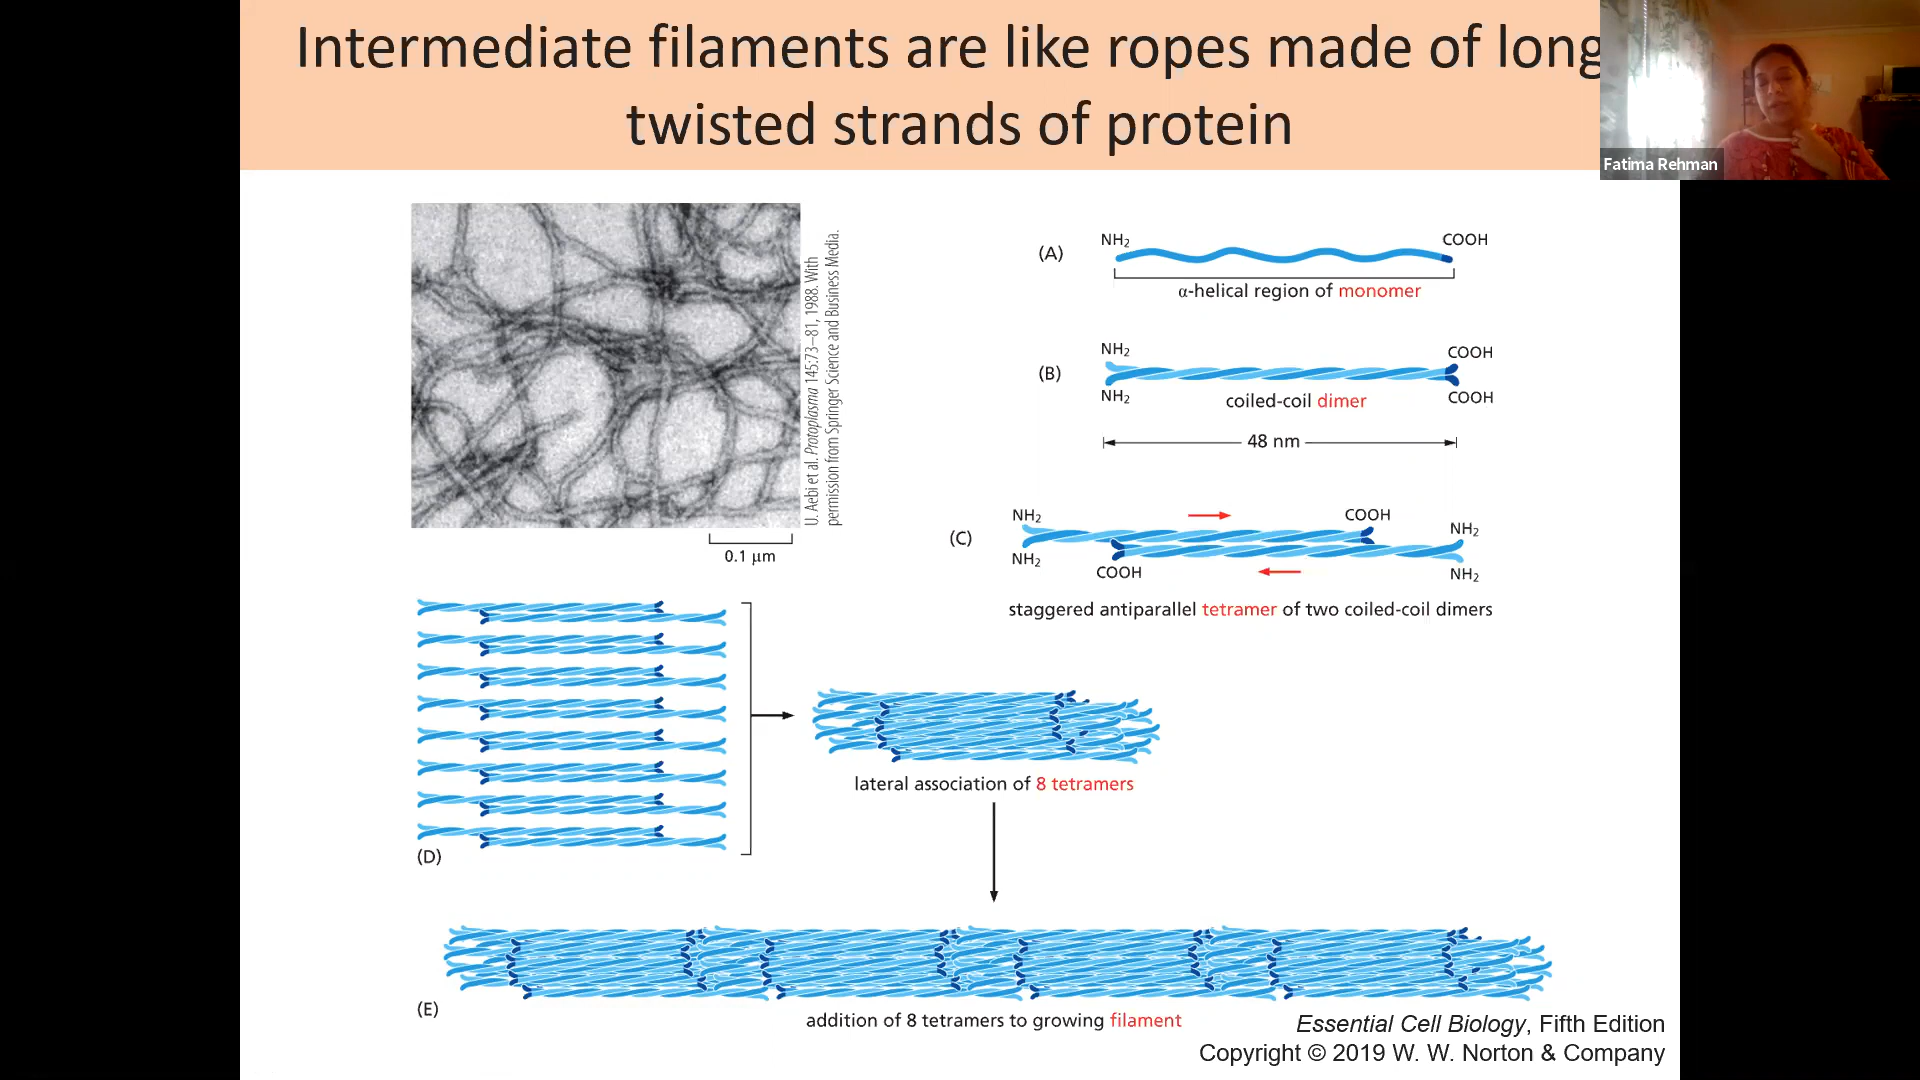 Intermediate filaments are like ropes made of long
twisted strands of protein
Fatima Rehman
U. Aebi et al. Protoplasma 145:73–81, 1988. With
permission from Springer Science and Business Media.
0.1 µm
(A)
NH2
COOH
α-helical region of monomer
(B)
NH2
COOH
NH2
COOH
coiled-coil dimer
48 nm
(C)
NH2
COOH
NH2
NH2
COOH
NH2
staggered antiparallel tetramer of two coiled-coil dimers
(D)
lateral association of 8 tetramers
(E)
addition of 8 tetramers to growing filament
Essential Cell Biology, Fifth Edition
Copyright © 2019 W. W. Norton & Company